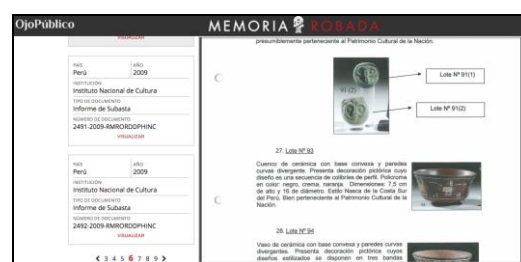 OjoPúblico
MEMORIA ROBADA
VISUALIZAR
PAÍS
Perú
AÑO
2009
INSTITUCIÓN
Instituto Nacional de Cultura
TIPO DE DOCUMENTO
Informe de Subasta
NÚMERO DE DOCUMENTO
2491-2009-RMRORDDPHINC
VISUALIZAR
PAÍS
Perú
AÑO
2009
INSTITUCIÓN
Instituto Nacional de Cultura
TIPO DE DOCUMENTO
Informe de Subasta
NÚMERO DE DOCUMENTO
2492-2009-RMRORDDPHINC
VISUALIZAR
3 4 5 6 7 8 9
presumiblemente perteneciente al Patrimonio Cultural de la Nación.
Lote Nº 91(1)
Lote Nº 91(2)
27. Lote Nº 93
Cuenco de cerámica con base convexa y paredes
curvas divergente. Presenta decoración pictórica cuyo
diseño es una secuencia de colibríes de perfil. Polícromo
en color: negro, crema, naranja. Dimensiones: 7,5 cm
de alto y 16 de diámetro. Estilo Nasca de la Costa Sur
del Perú. Bien perteneciente al Patrimonio Cultural de la
Nación.
28. Lote Nº 94
Vaso de cerámica con base convexa y paredes curvas
divergentes. Presenta decoración pictórica cuyos
diseños estilizados se disponen en tres bandas